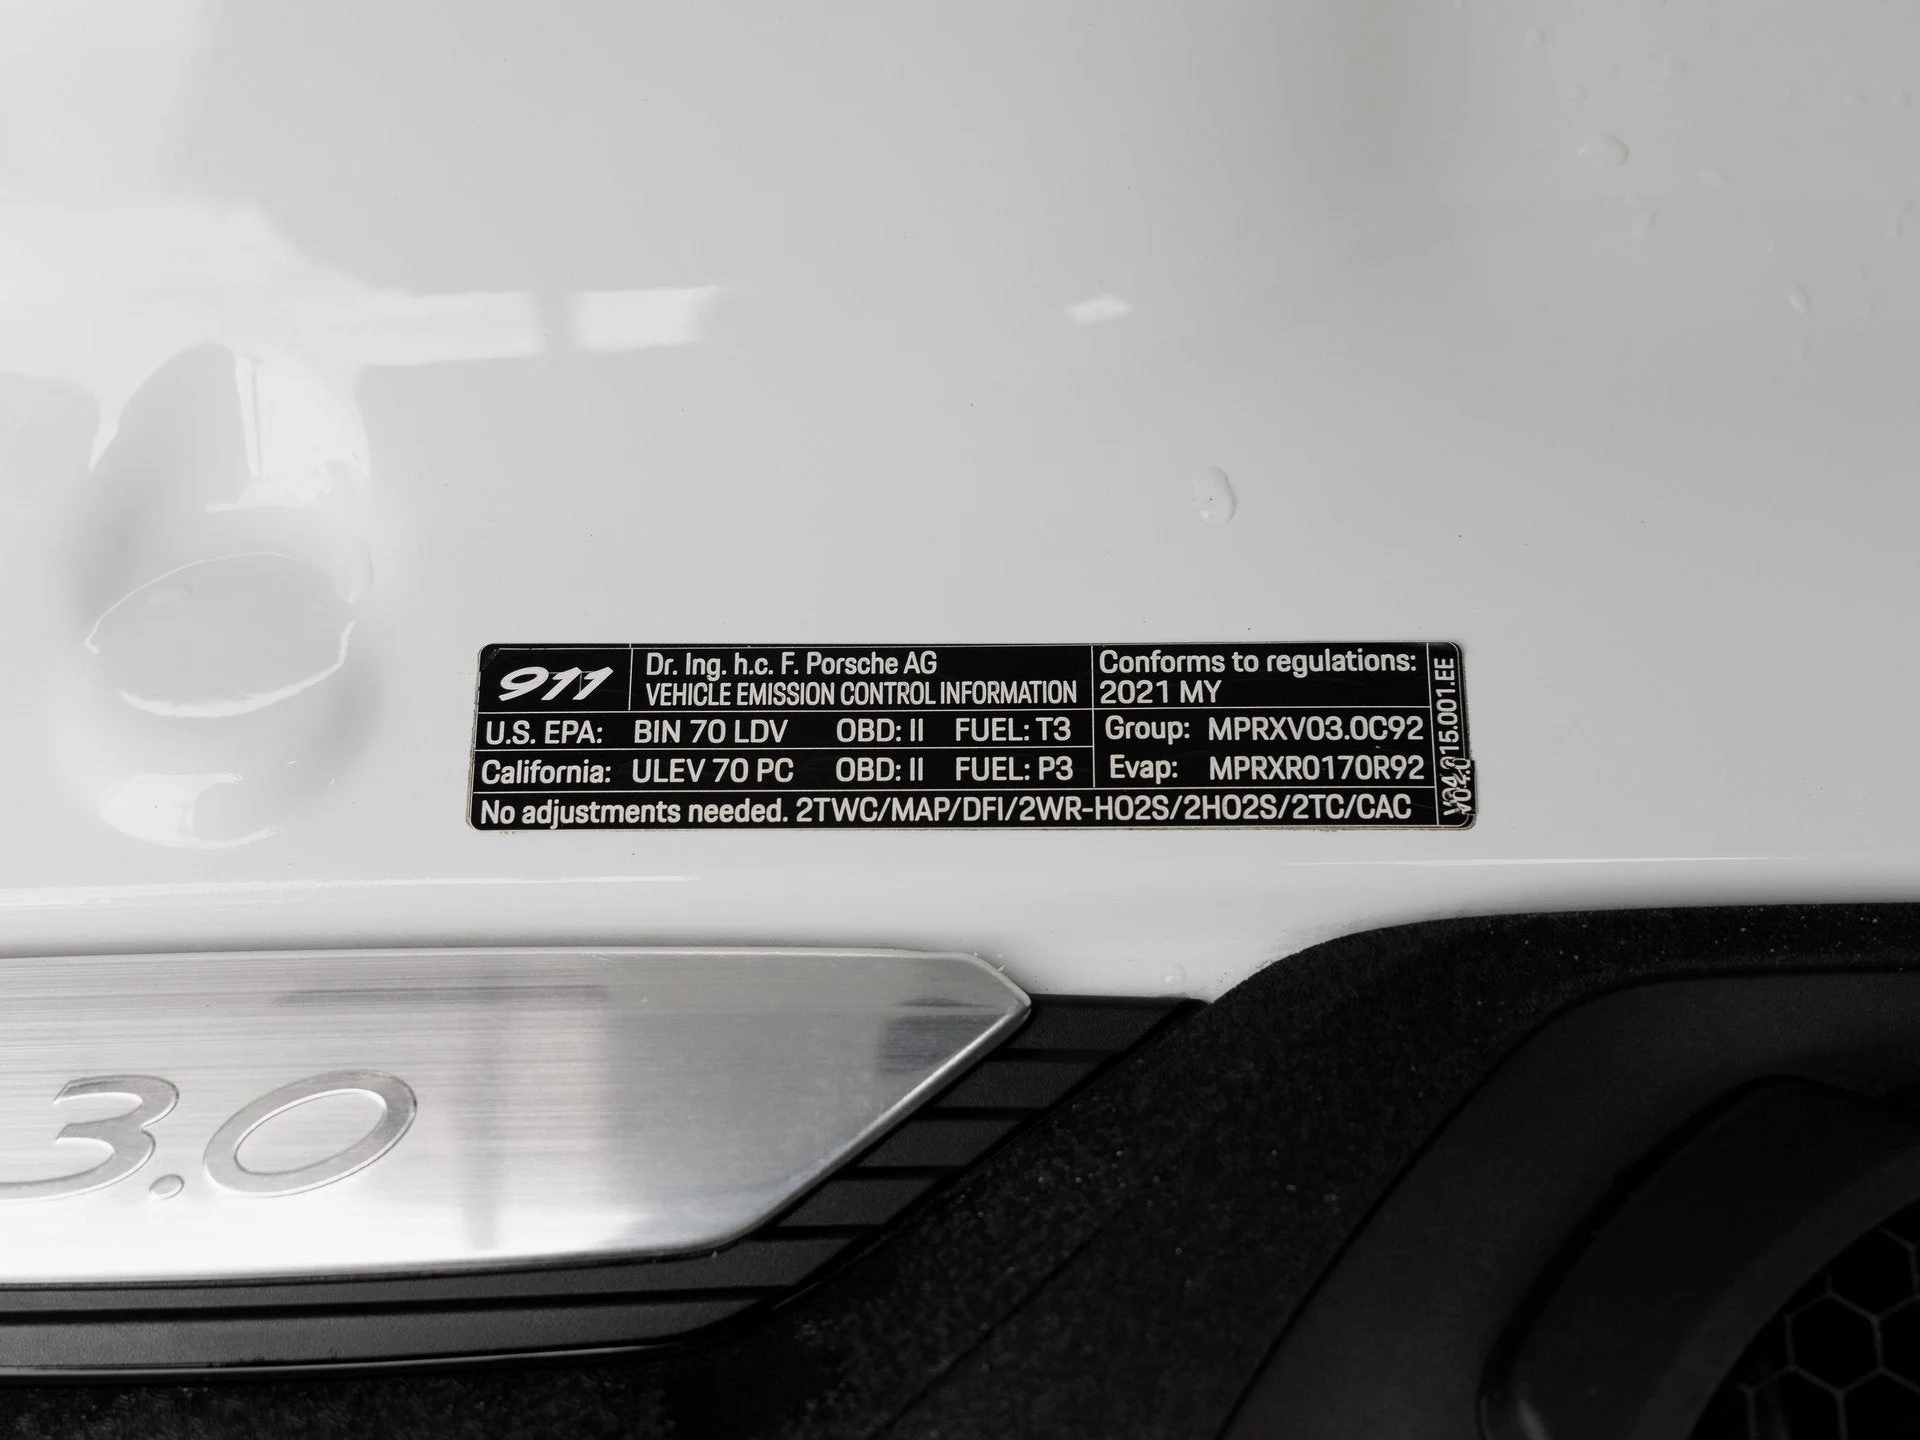 911
Dr. Ing. h.c. F. Porsche AG
VEHICLE EMISSION CONTROL INFORMATION
Conforms to regulations:
2021 MY
U.S. EPA: BIN 70 LDV OBD: II FUEL: T3
Group: MPRXV03.0C92
California: ULEV 70 PC OBD: II FUEL: P3
Evap: MPRXR0170R92
No adjustments needed. 2TWC/MAP/DFI/2WR-HO2S/2HO2S/2TC/CAC
3.0